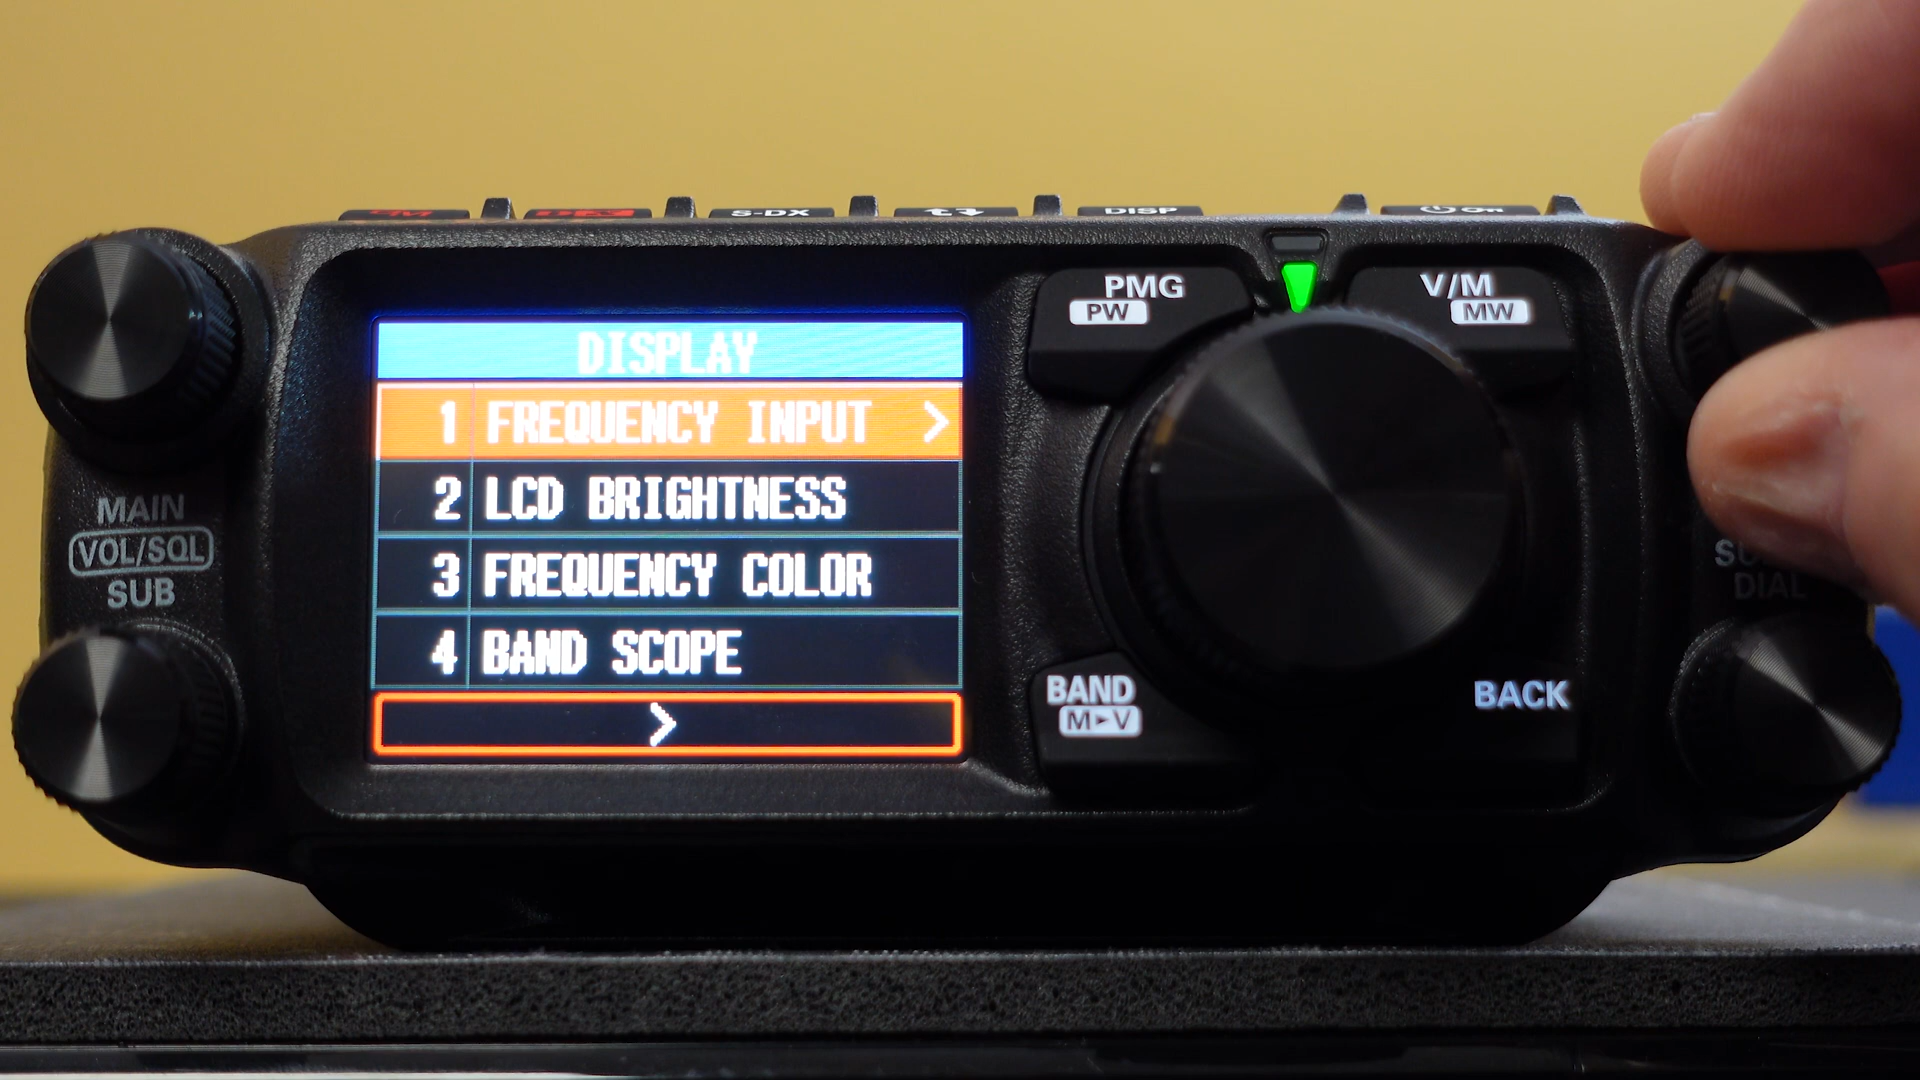 S-DX
DISP
On
PMG
PW
V/M
MW
DISPLAY
1 FREQUENCY INPUT >
2 LCD BRIGHTNESS
3 FREQUENCY COLOR
4 BAND SCOPE
>
MAIN
VOL/SQL
SUB
BAND
M►V
BACK
DIAL